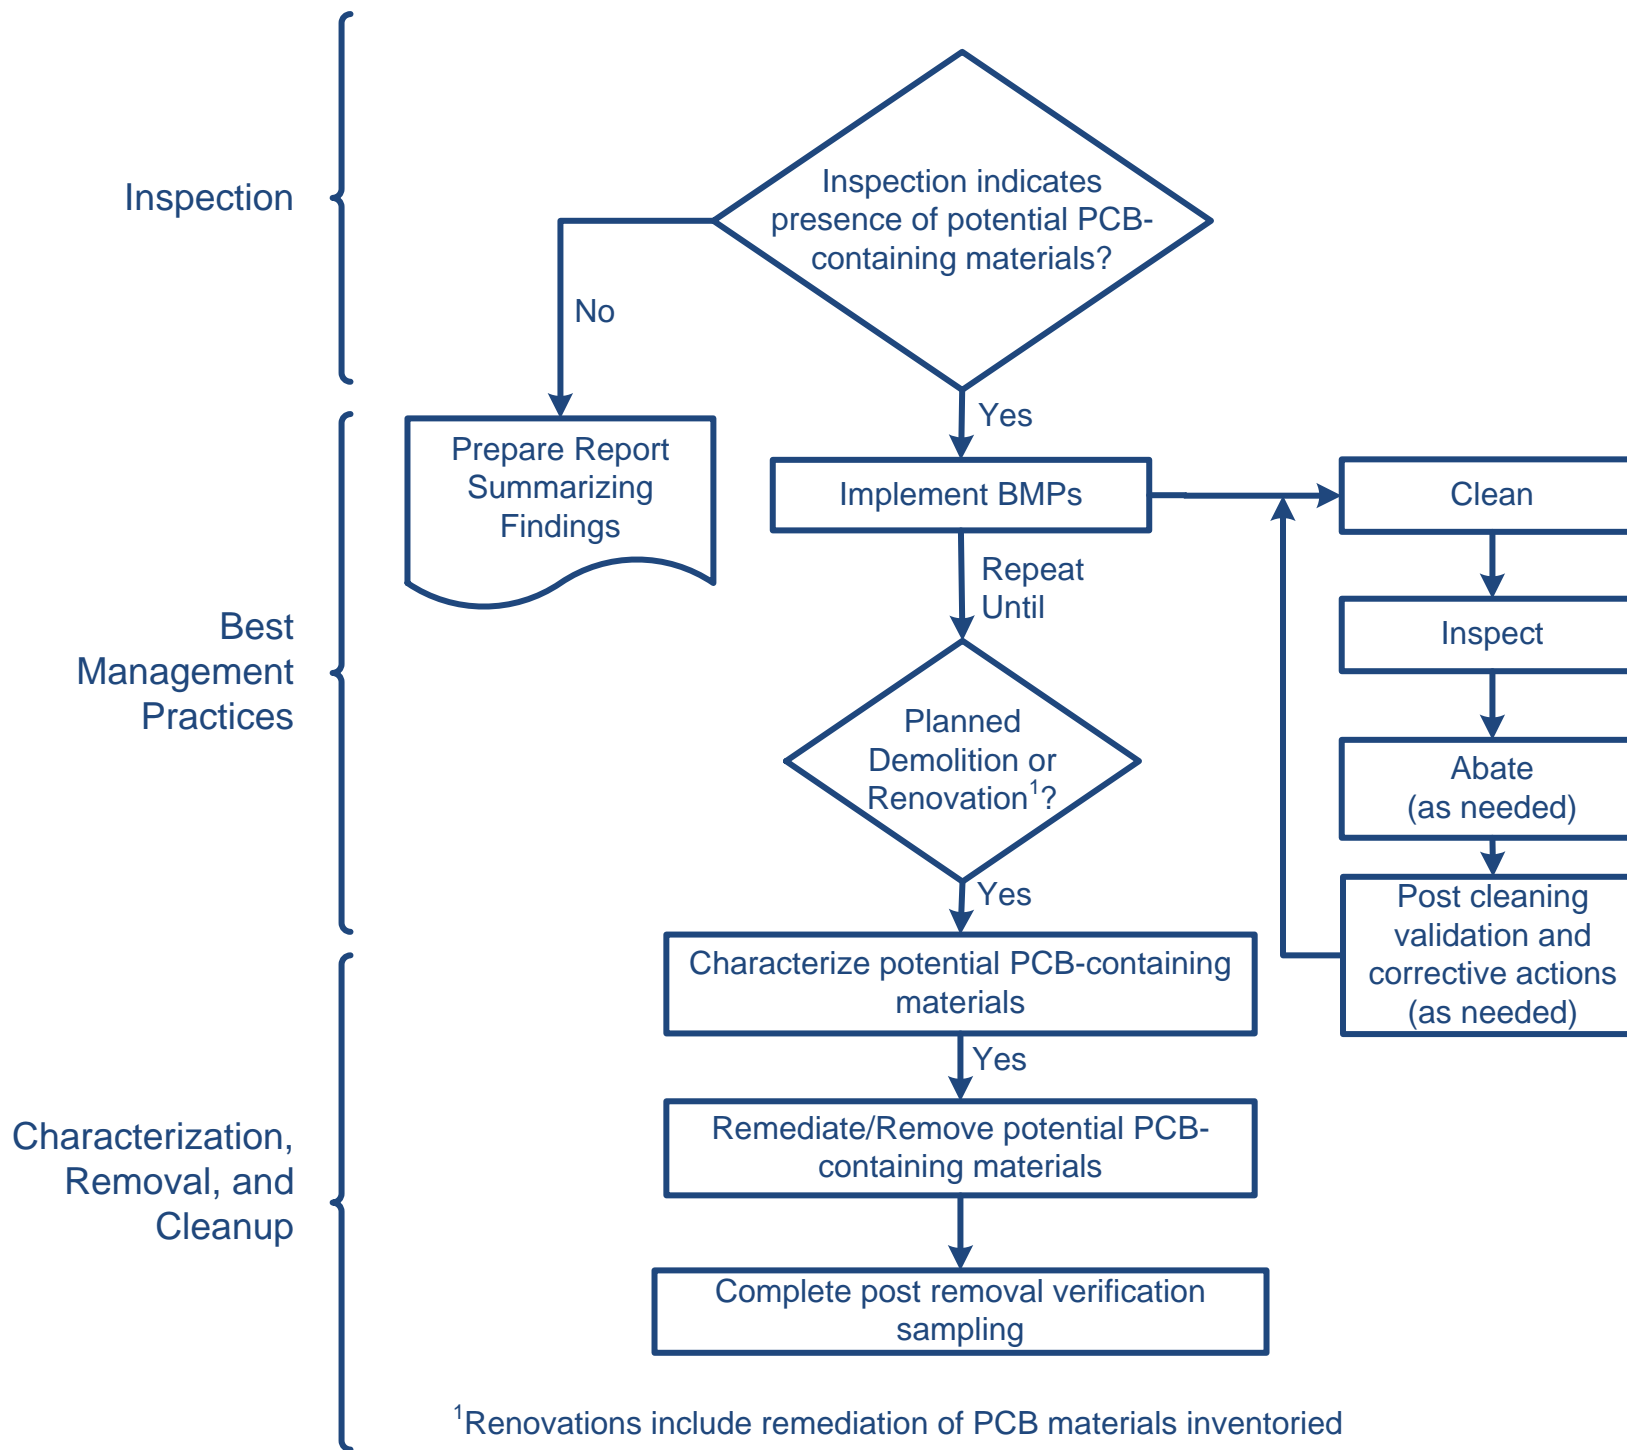 Inspection
Inspection indicates
presence of potential PCB-
containing materials?
No
Yes
Prepare Report
Summarizing
Findings
Implement BMPs
Clean
Repeat
Until
Inspect
Best
Management
Practices
Planned
Demolition or
Renovation¹?
Abate
(as needed)
Yes
Post cleaning
validation and
corrective actions
(as needed)
Characterize potential PCB-containing
materials
Yes
Characterization,
Removal, and
Cleanup
Remediate/Remove potential PCB-
containing materials
Complete post removal verification
sampling
¹Renovations include remediation of PCB materials inventoried